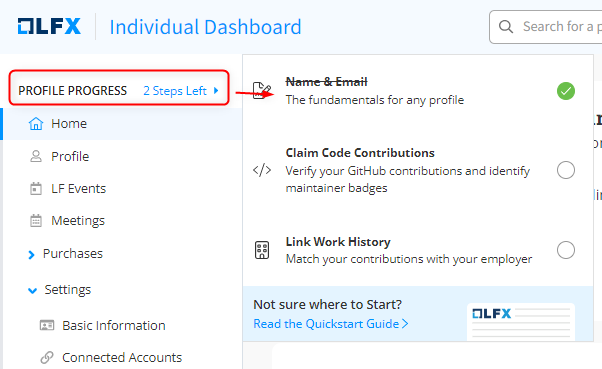 LFX Individual Dashboard
Search for a p
PROFILE PROGRESS 2 Steps Left
Home
Profile
LF Events
Meetings
Purchases
Settings
Basic Information
Connected Accounts
Name & Email
The fundamentals for any profile
Claim Code Contributions
Verify your GitHub contributions and identify
maintainer badges
Link Work History
Match your contributions with your employer
Not sure where to Start?
Read the Quickstart Guide
LFX